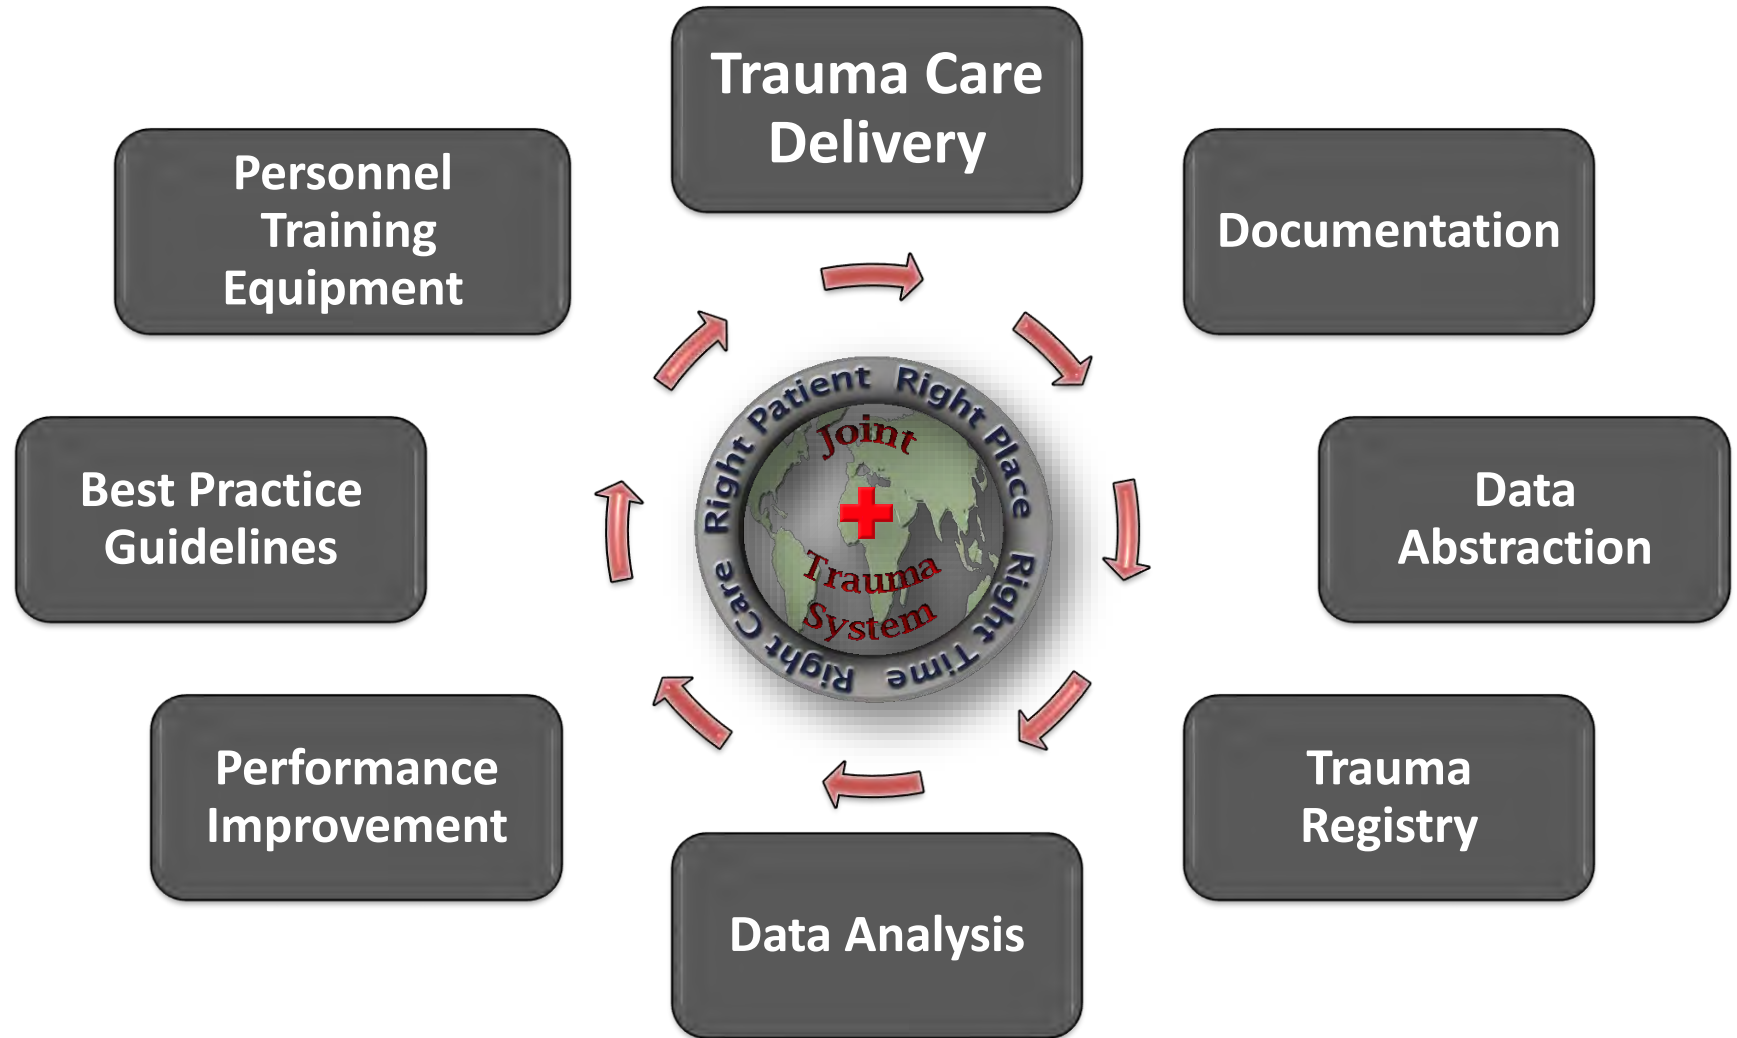 Trauma Care
Delivery
Documentation
Data
Abstraction
Trauma
Registry
Data Analysis
Performance
Improvement
Best Practice
Guidelines
Personnel
Training
Equipment
Right Patient
Right Place
Right Time
Right Care
Joint
Trauma
System